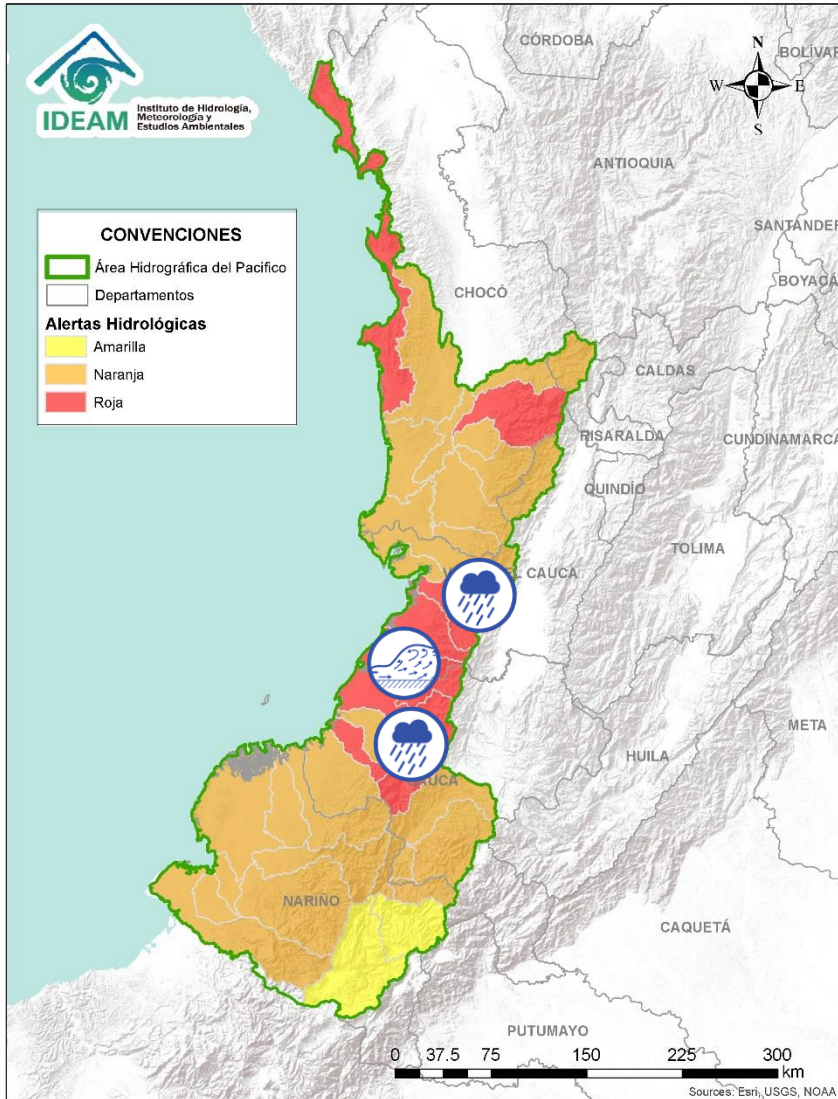 IDEAM
Instituto de Hidrología,
Meteorología y
Estudios Ambientales
CÓRDOBA
BOLÍVAR
N
W
E
S
ANTIOQUIA
SANTANDER
BOYACÁ
CONVENCIONES
Área Hidrográfica del Pacifico
Departamentos
Alertas Hidrológicas
Amarilla
Naranja
Roja
CHOCÓ
CALDAS
RISARALDA
CUNDINAMARCA
QUINDÍO
TOLIMA
CAUCA
META
HUILA
CAUCA
NARIÑO
CAQUETÁ
PUTUMAYO
0 37.5 75 150 225 300
km
Sources: Esri, USGS, NOAA